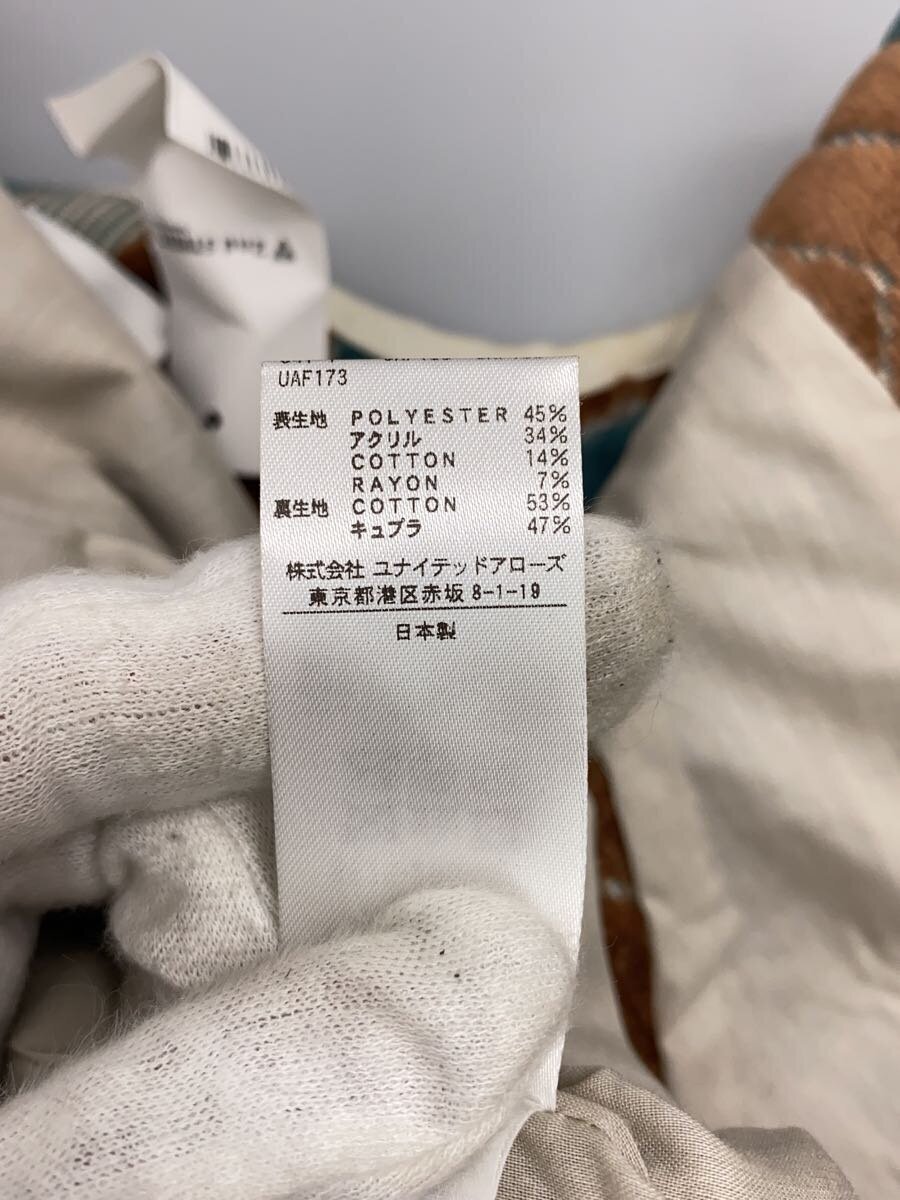 UAF173
表生地 POLYESTER 45%
アクリル 34%
COTTON 14%
RAYON 7%
裏生地 COTTON 53%
キュプラ 47%
株式会社 ユナイテッドアローズ
東京都港区赤坂 8-1-19
日本製